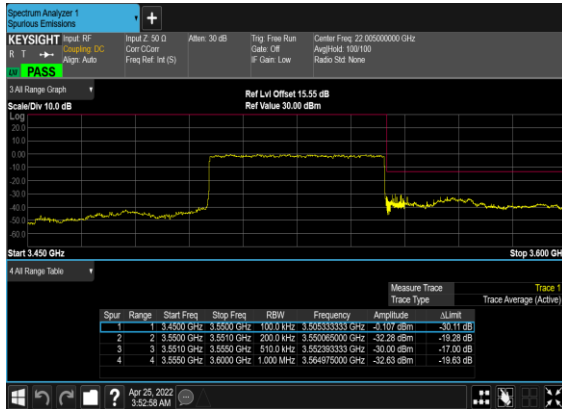 Spectrum Analyzer 1
Spurious Emissions
KEYSIGHT
R T
Input: RF
Coupling: DC
Align: Auto
Input Z: 50 Ω
Corr CCorr
Freq Ref: Int (S)
Atten: 30 dB
Trig: Free Run
Gate: Off
IF Gain: Low
Center Freq: 22.005000000 GHz
Avg|Hold: 100/100
Radio Std: None
PASS
3 All Range Graph
Scale/Div 10.0 dB
Ref Lvl Offset 15.55 dB
Ref Value 30.00 dBm
Log
20.0
10.0
0.00
-10.0
-20.0
-30.0
-40.0
-50.0
-60.0
Start 3.450 GHz
Stop 3.600 GH
4 All Range Table
Measure Trace Trace 1
Trace Type Trace Average (Active)
Spur Range Start Freq Stop Freq RBW Frequency Amplitude ΔLimit
1 1 3.4500 GHz 3.5500 GHz 100.0 kHz 3.505333333 GHz -0.107 dBm -30.11 dB
2 2 3.5500 GHz 3.5510 GHz 200.0 kHz 3.550065000 GHz -32.28 dBm -19.28 dB
3 3 3.5510 GHz 3.5550 GHz 510.0 kHz 3.552393333 GHz -30.00 dBm -17.00 dB
4 4 3.5550 GHz 3.6000 GHz 1.000 MHz 3.564975000 GHz -32.63 dBm -19.63 dB
Apr 25, 2022
3:52:58 AM